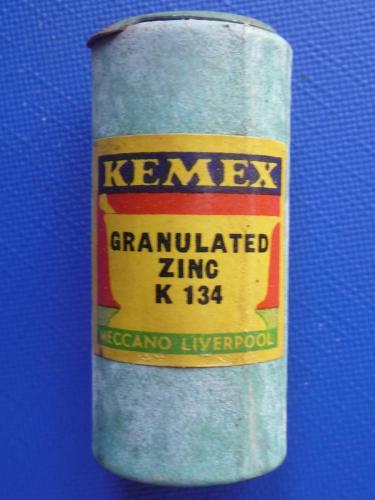 KEMEX
GRANULATED
ZINC
K 134
MECCANO LIVERPOOL